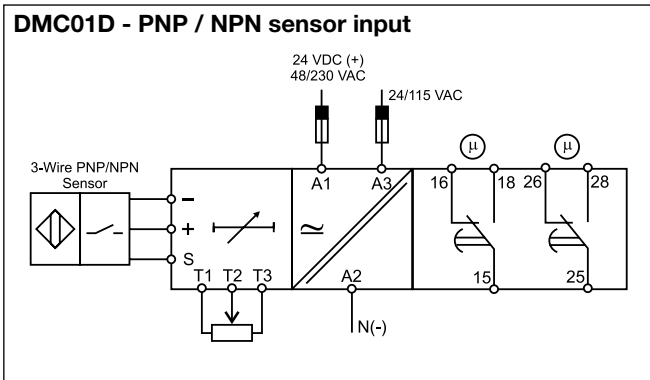 DMC01D - PNP / NPN sensor input
24 VDC (+)
48/230 VAC
24/115 VAC
μ
μ
3-Wire PNP/NPN
Sensor
A1
A3
16
18
26
28
-
+
S
T1
T2
T3
A2
15
25
N(-)